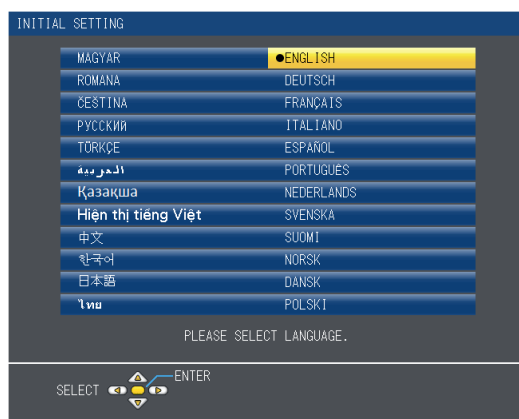 INITIAL SETTING
MAGYAR ●ENGLISH
ROMANA DEUTSCH
ČEŠTINA FRANÇAIS
РУССКИЙ ITALIANO
TÜRKÇE ESPAÑOL
العربية PORTUGUÊS
Қазақша NEDERLANDS
Hiện thị tiếng Việt SVENSKA
中文 SUOMI
한국어 NORSK
日本語 DANSK
ไทย POLSKI
PLEASE SELECT LANGUAGE.
ENTER
SELECT